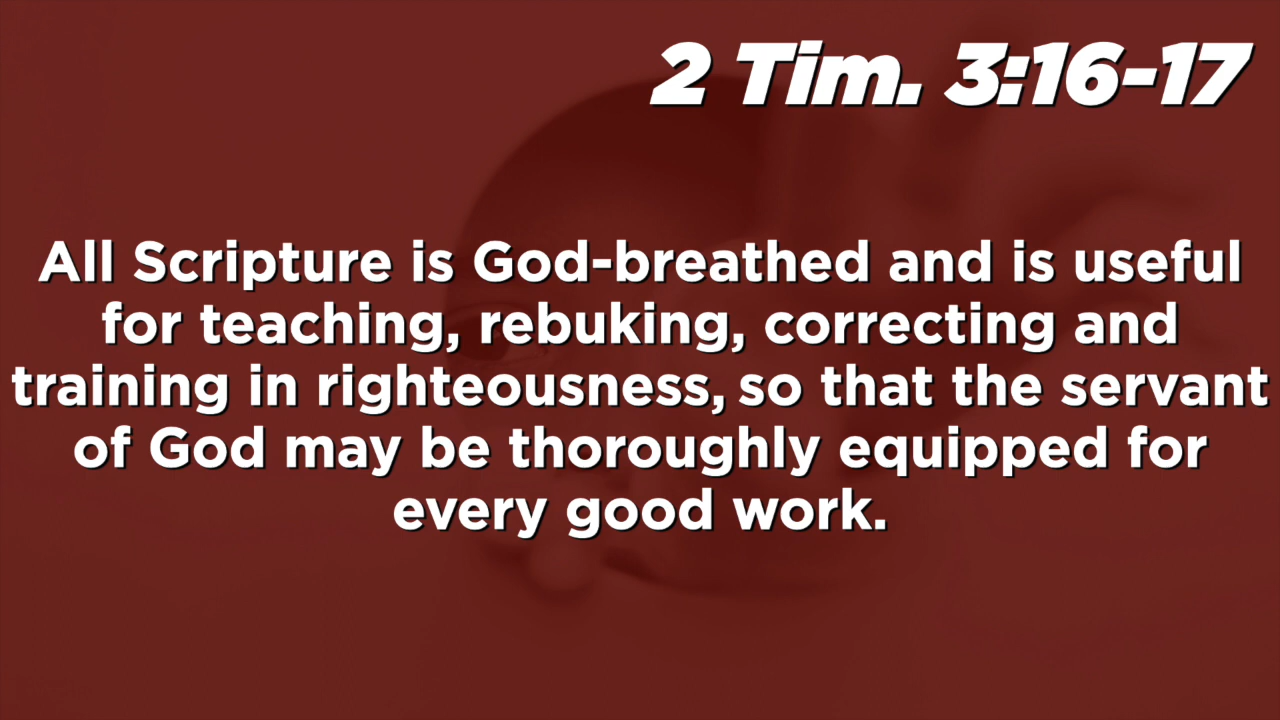 2 Tim. 3:16-17
All Scripture is God-breathed and is useful
for teaching, rebuking, correcting and
training in righteousness, so that the servant
of God may be thoroughly equipped for
every good work.